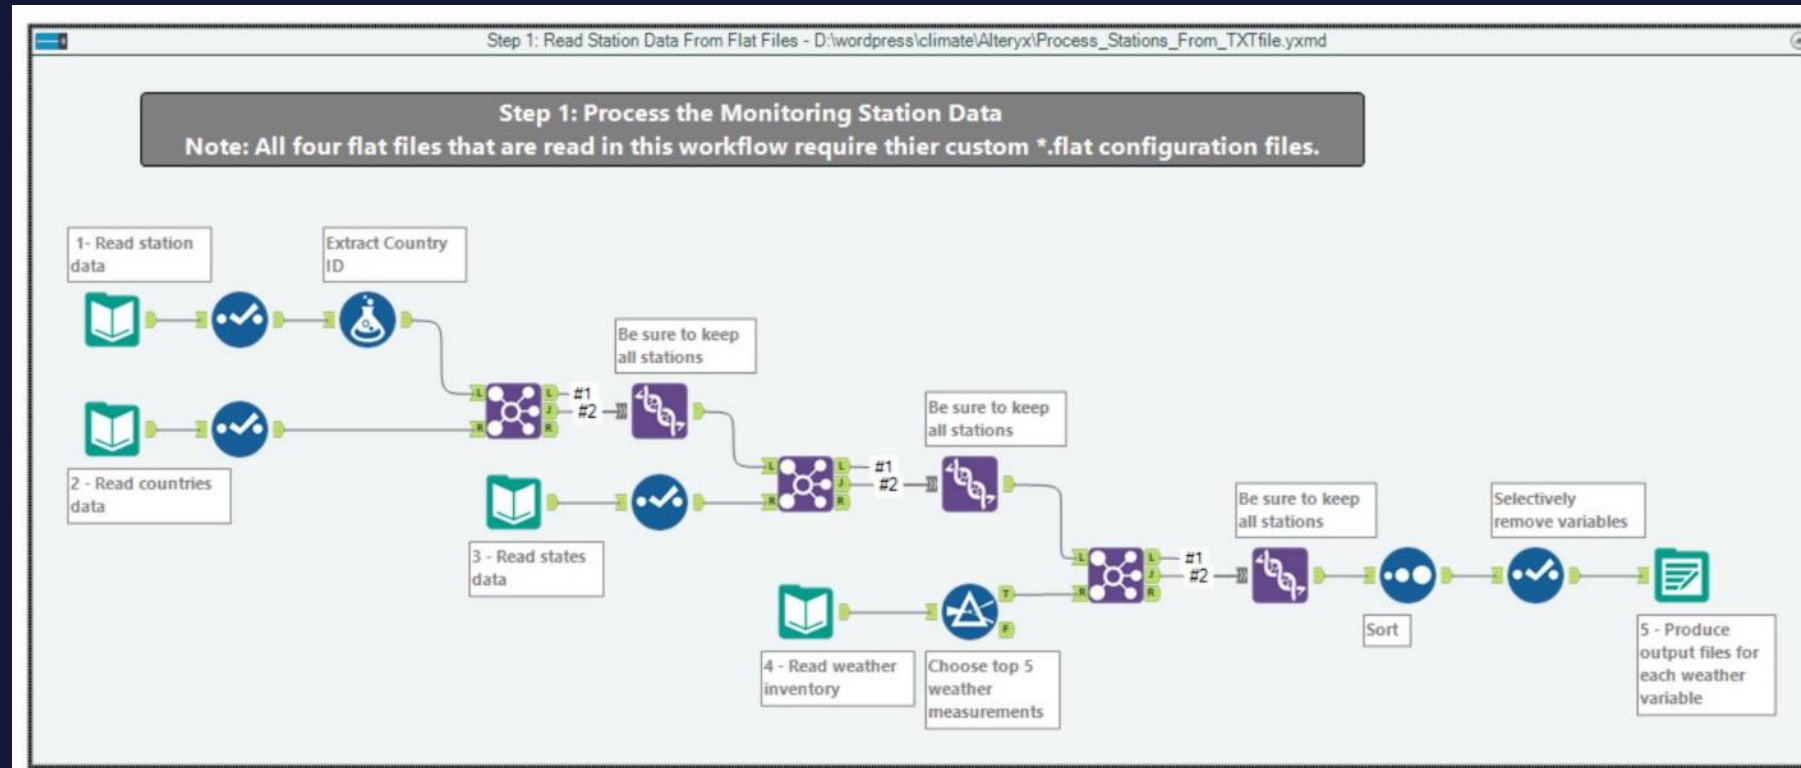 Step 1: Read Station Data From Flat Files - D:\wordpress\climate\Alteryx\Process_Stations_From_TXTfile.yxmd
Step 1: Process the Monitoring Station Data
Note: All four flat files that are read in this workflow require thier custom *.flat configuration files.
1- Read station
data
Extract Country
ID
Be sure to keep
all stations
L
R
L
J
R
#1
#2
2 - Read countries
data
Be sure to keep
all stations
L
R
L
J
R
#1
#2
3 - Read states
data
Be sure to keep
all stations
Selectively
remove variables
L
R
L
J
R
#1
#2
T
F
4 - Read weather
inventory
Choose top 5
weather
measurements
Sort
5 - Produce
output files for
each weather
variable